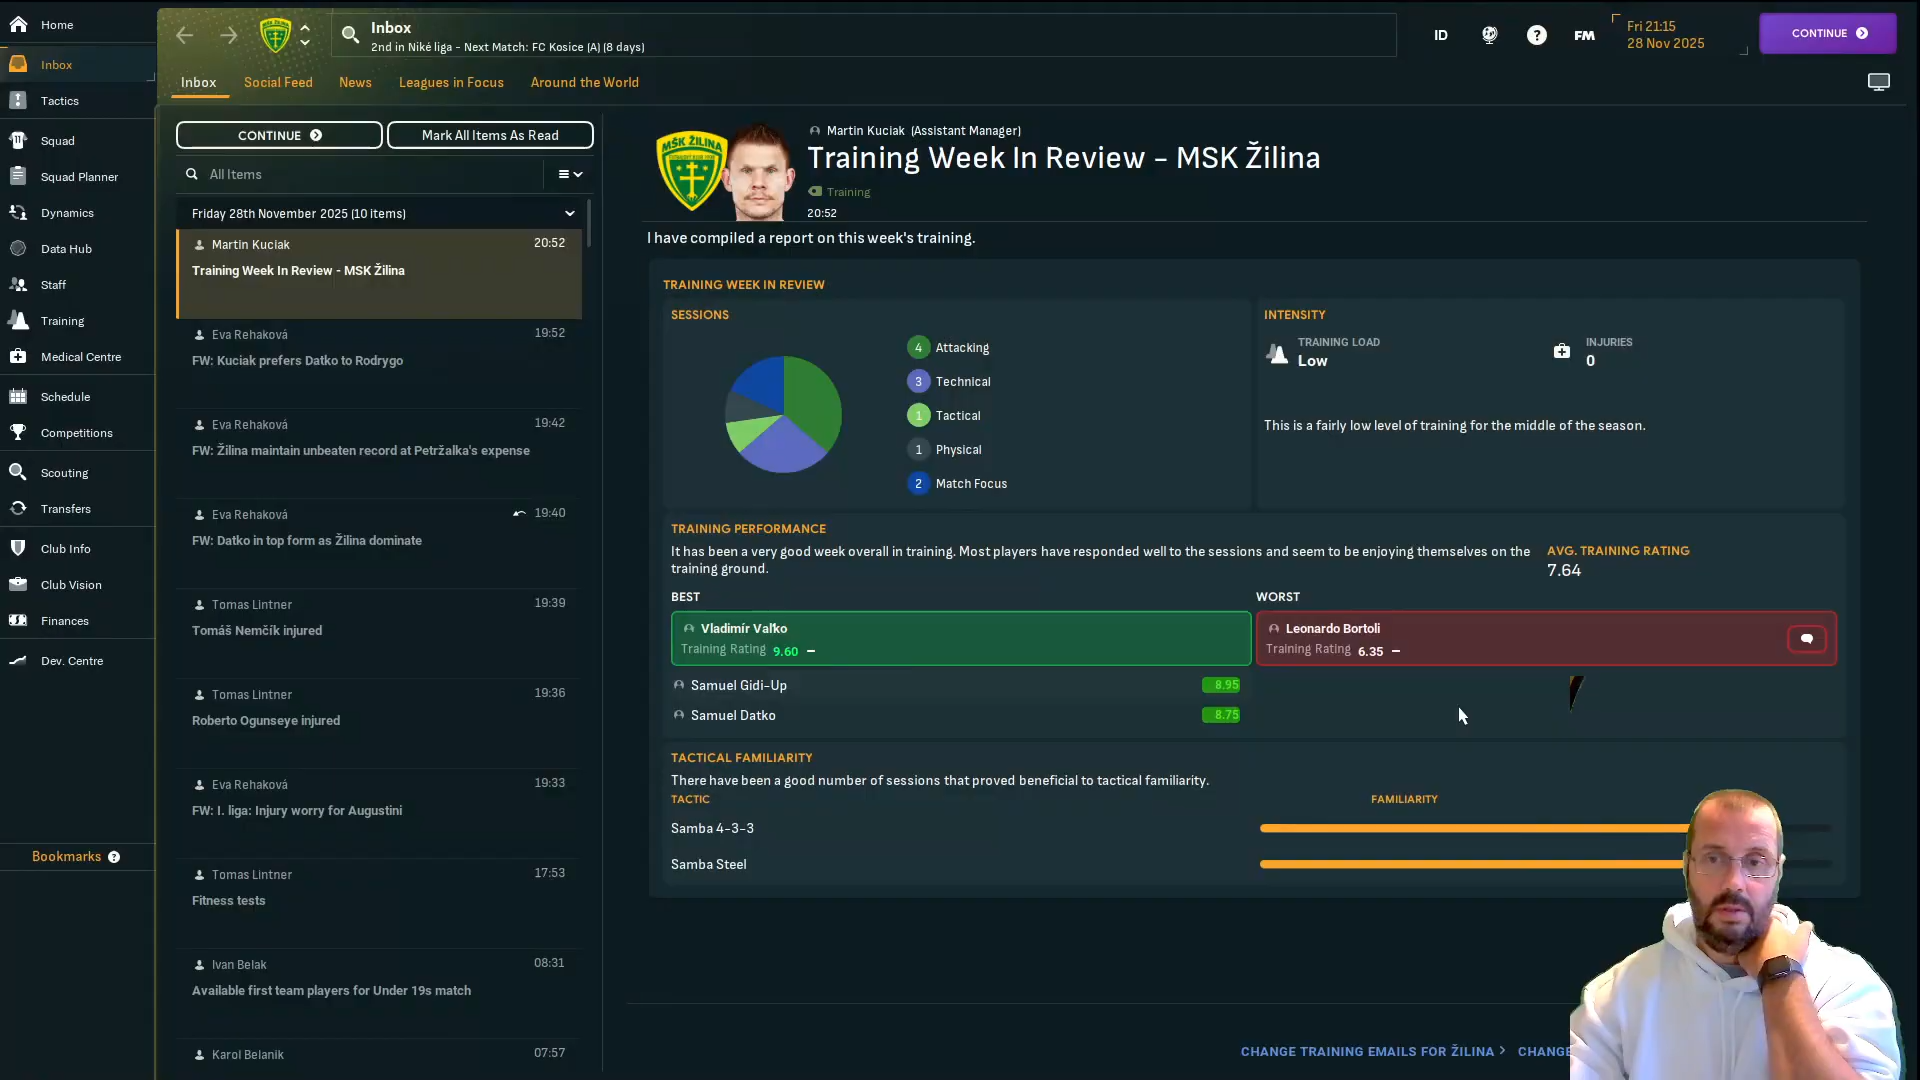 Home
Inbox
Tactics
Squad
Squad Planner
Dynamics
Data Hub
Staff
Training
Medical Centre
Schedule
Competitions
Scouting
Transfers
Club Info
Club Vision
Finances
Dev. Centre
Bookmarks ?
MŠK ŽILINA
Inbox
2nd in Niké liga - Next Match: FC Kosice (A) (8 days)
ID
?
FM
Fri 21:15
28 Nov 2025
CONTINUE
Inbox
Social Feed
News
Leagues in Focus
Around the World
CONTINUE
Mark All Items As Read
All Items
Friday 28th November 2025 (10 items)
Martin Kuciak 20:52
Training Week In Review - MSK Žilina
Eva Rehaková 19:52
FW: Kuciak prefers Datko to Rodrygo
Eva Rehaková 19:42
FW: Žilina maintain unbeaten record at Petržalka's expense
Eva Rehaková 19:40
FW: Datko in top form as Žilina dominate
Tomas Lintner 19:39
Tomáš Nemčík injured
Tomas Lintner 19:36
Roberto Ogunseye injured
Eva Rehaková 19:33
FW: I. liga: Injury worry for Augustini
Tomas Lintner 17:53
Fitness tests
Ivan Belak 08:31
Available first team players for Under 19s match
Karol Belanik 07:57
MŠK ŽILINA
Martin Kuciak (Assistant Manager)
Training Week In Review - MSK Žilina
Training
20:52
I have compiled a report on this week's training.
TRAINING WEEK IN REVIEW
SESSIONS
4 Attacking
3 Technical
1 Tactical
1 Physical
2 Match Focus
INTENSITY
TRAINING LOAD
Low
INJURIES
0
This is a fairly low level of training for the middle of the season.
TRAINING PERFORMANCE
It has been a very good week overall in training. Most players have responded well to the sessions and seem to be enjoying themselves on the
training ground.
AVG. TRAINING RATING
7.64
BEST
Vladimír Vaľko
Training Rating 9.60 –
Samuel Gidi-Up 8.95
Samuel Datko 8.75
WORST
Leonardo Bortoli
Training Rating 6.35 –
TACTICAL FAMILIARITY
There have been a good number of sessions that proved beneficial to tactical familiarity.
TACTIC FAMILIARITY
Samba 4-3-3
Samba Steel
CHANGE TRAINING EMAILS FOR ŽILINA
CHANGE